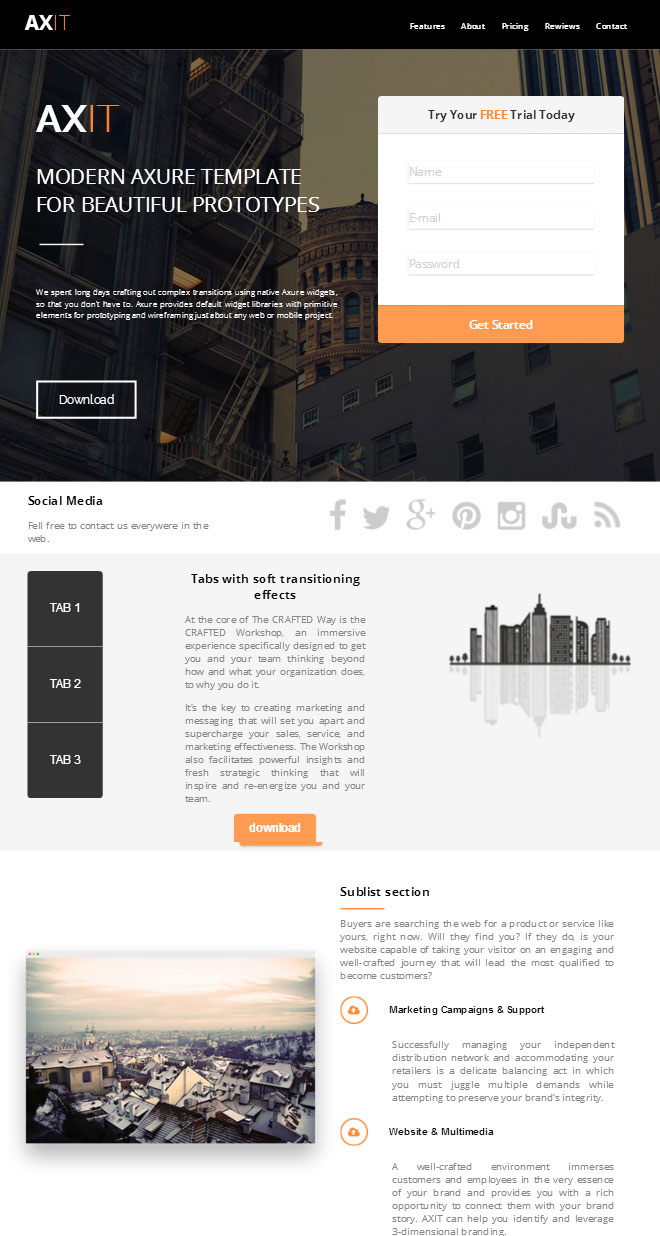 AXIT
Features About Pricing Rewiews Contact
AXIT
MODERN AXURE TEMPLATE
FOR BEAUTIFUL PROTOTYPES
We spent long days crafting out complex transitions using native Axure widgets,
so that you don't have to. Axure provides default widget libraries with primitive
elements for prototyping and wireframing just about any web or mobile project.
Download
Try Your FREE Trial Today
Name
E-mail
Password
Get Started
Social Media
Fell free to contact us everywere in the
web.
TAB 1
TAB 2
TAB 3
Tabs with soft transitioning
effects
At the core of The CRAFTED Way is the
CRAFTED Workshop, an immersive
experience specifically designed to get
you and your team thinking beyond
how and what your organization does,
to why you do it.
It's the key to creating marketing and
messaging that will set you apart and
supercharge your sales, service, and
marketing effectiveness. The Workshop
also facilitates powerful insights and
fresh strategic thinking that will
inspire and re-energize you and your
team.
download
Sublist section
Buyers are searching the web for a product or service like
yours, right now. Will they find you? If they do, is your
website capable of taking your visitor on an engaging and
well-crafted journey that will lead the most qualified to
become customers?
Marketing Campaigns & Support
Successfully managing your independent
distribution network and accommodating your
retailers is a delicate balancing act in which
you must juggle multiple demands while
attempting to preserve your brand's integrity.
Website & Multimedia
A well-crafted environment immerses
customers and employees in the very essence
of your brand and provides you with a rich
opportunity to connect them with your brand
story. AXIT can help you identify and leverage
3-dimensional branding.